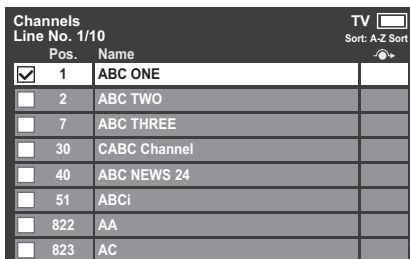 Channels TV
Line No. 1/10 Sort: A-Z Sort
Pos. Name
1 ABC ONE
2 ABC TWO
7 ABC THREE
30 CABC Channel
40 ABC NEWS 24
51 ABCi
822 AA
823 AC